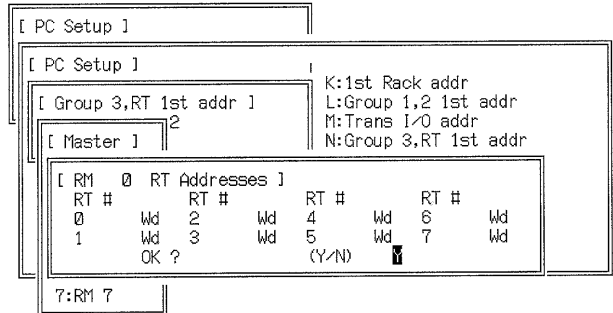 [ PC Setup ]
[ PC Setup ]
K:1st Rack addr
L:Group 1,2 1st addr
M:Trans I/O addr
N:Group 3,RT 1st addr
[ Group 3,RT 1st addr ]
2
[ Master ]
[ RM 0 RT Addresses ]
RT # RT # RT # RT #
0 Wd 2 Wd 4 Wd 6 Wd
1 Wd 3 Wd 5 Wd 7 Wd
OK ? (Y/N) Y
7:RM 7